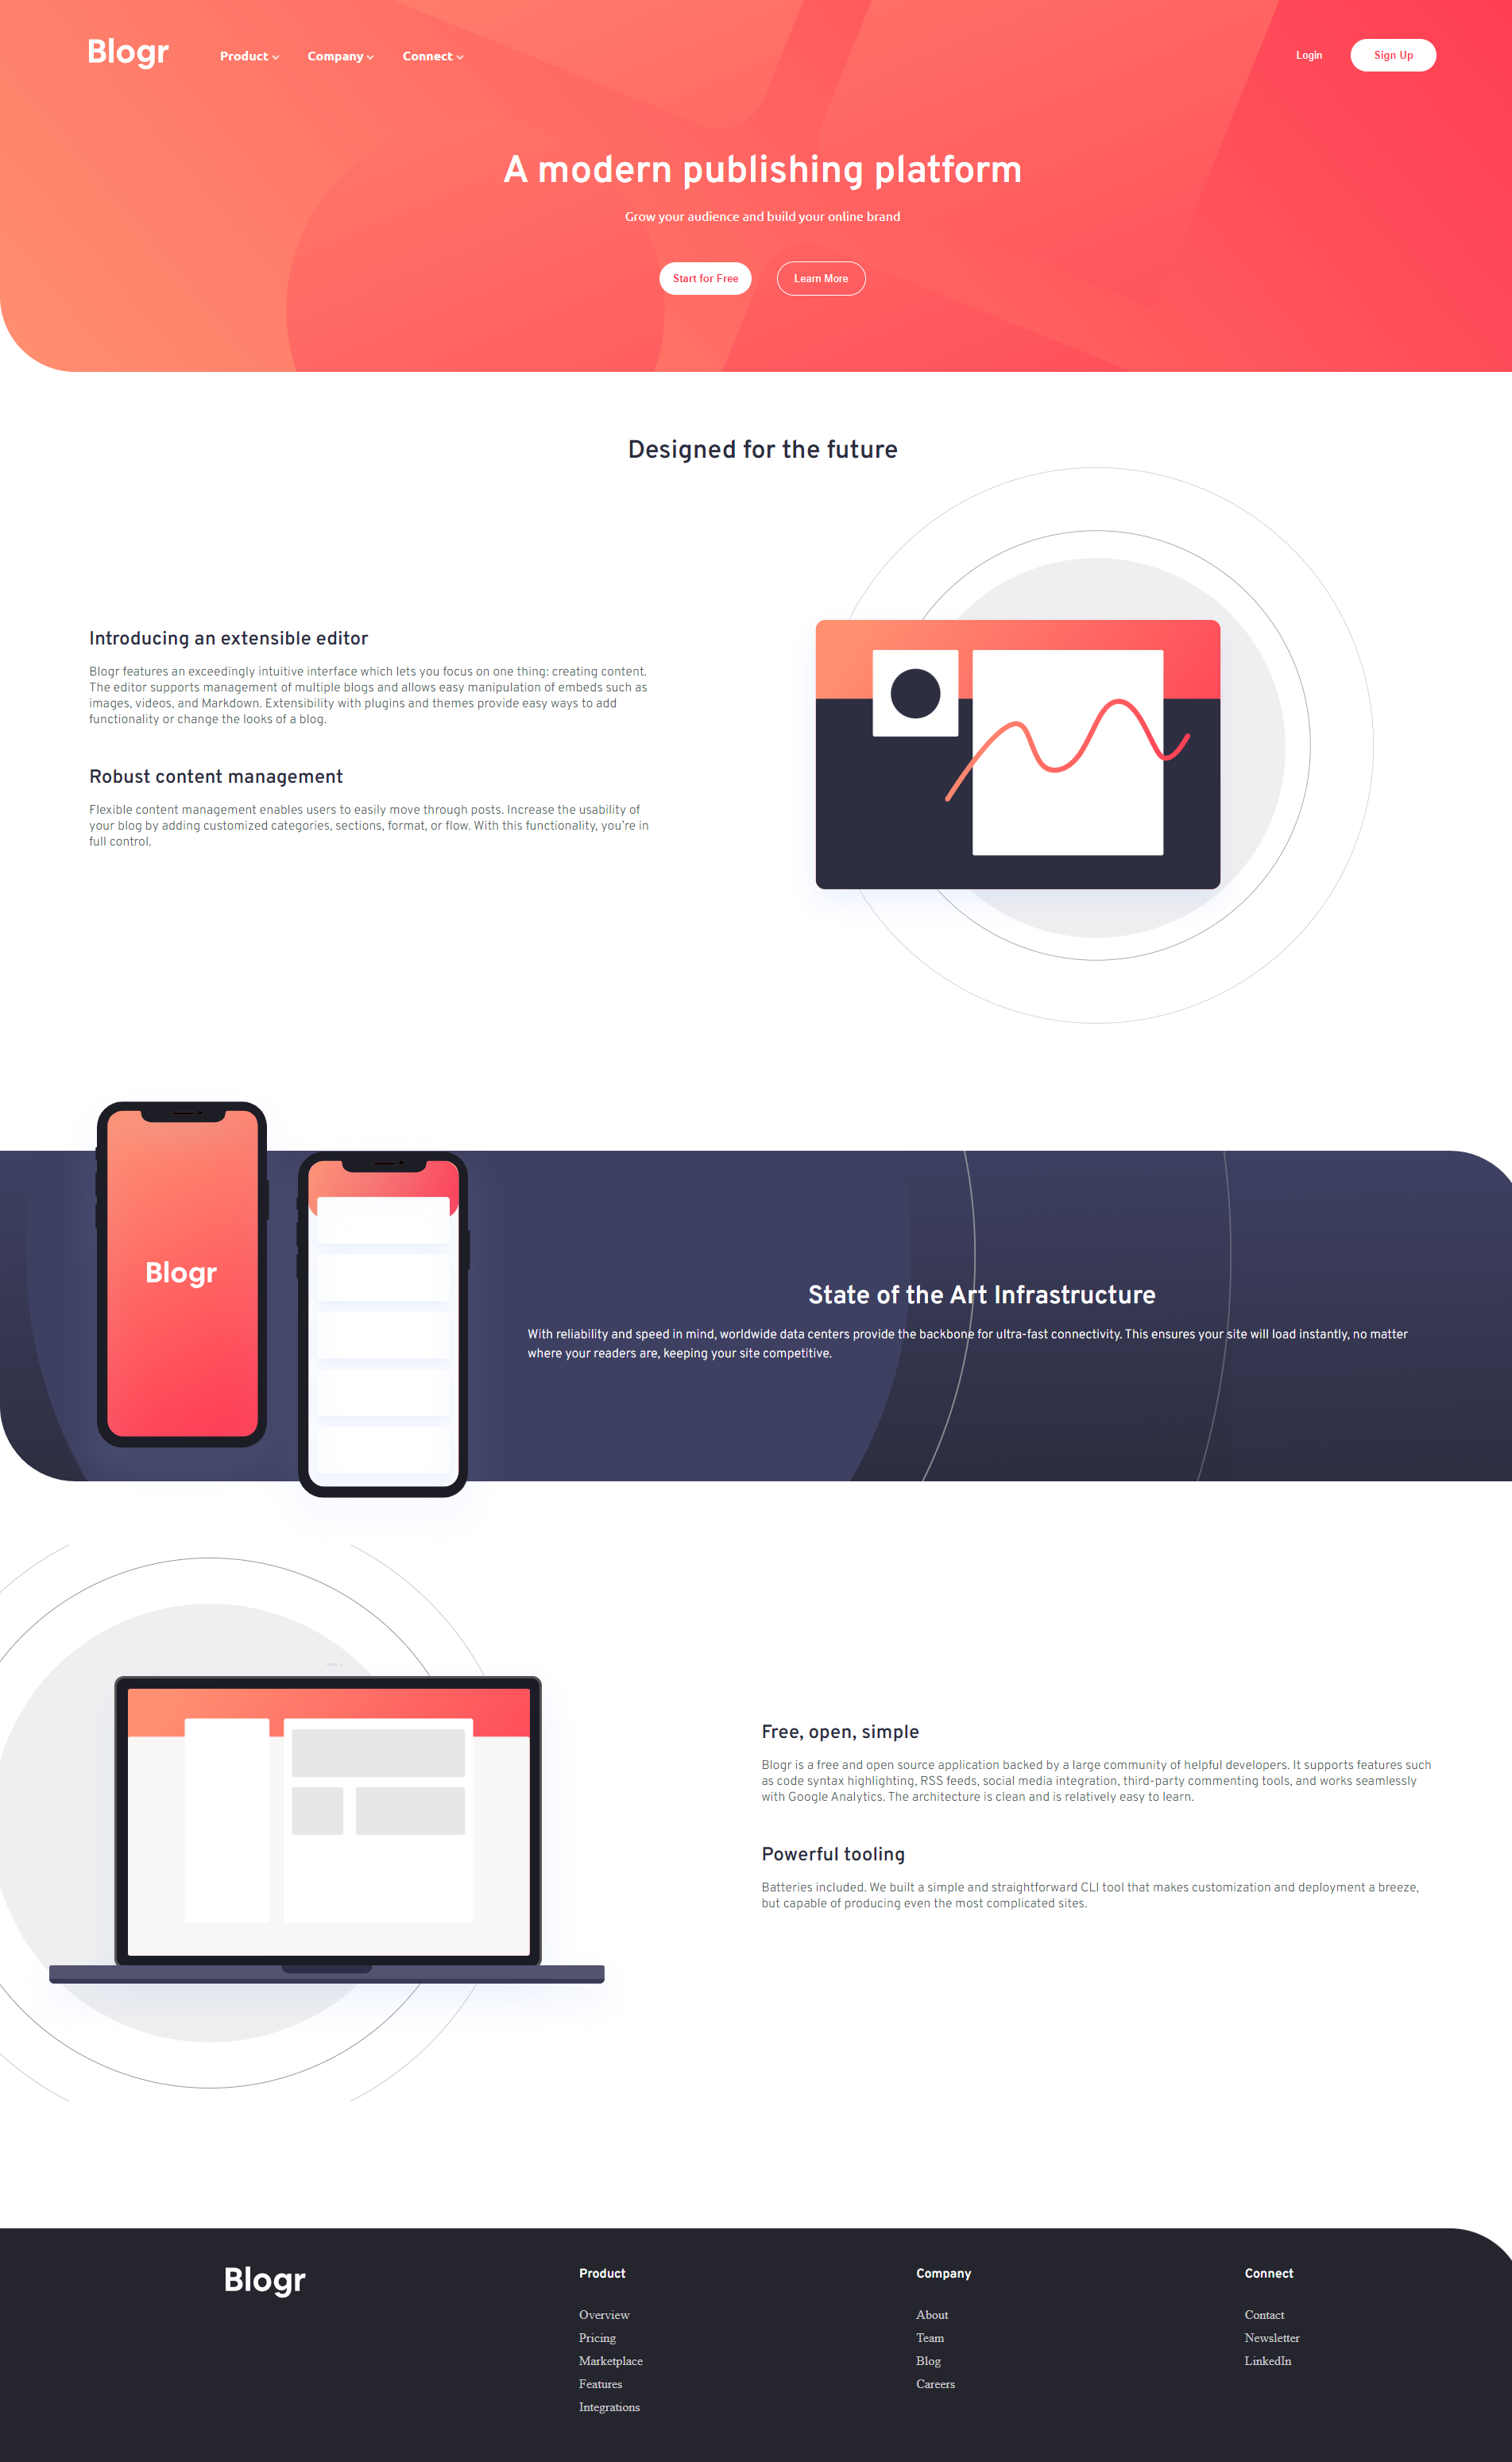 Blogr Product Company Connect Login Sign Up
A modern publishing platform
Grow your audience and build your online brand
Start for Free Learn More
Designed for the future
Introducing an extensible editor
Blogr features an exceedingly intuitive interface which lets you focus on one thing: creating content.
The editor supports management of multiple blogs and allows easy manipulation of embeds such as
images, videos, and Markdown. Extensibility with plugins and themes provide easy ways to add
functionality or change the looks of a blog.
Robust content management
Flexible content management enables users to easily move through posts. Increase the usability of
your blog by adding customized categories, sections, format, or flow. With this functionality, you're in
full control.
Blogr
State of the Art Infrastructure
With reliability and speed in mind, worldwide data centers provide the backbone for ultra-fast connectivity. This ensures your site will load instantly, no matter
where your readers are, keeping your site competitive.
Free, open, simple
Blogr is a free and open source application backed by a large community of helpful developers. It supports features such
as code syntax highlighting, RSS feeds, social media integration, third-party commenting tools, and works seamlessly
with Google Analytics. The architecture is clean and is relatively easy to learn.
Powerful tooling
Batteries included. We built a simple and straightforward CLI tool that makes customization and deployment a breeze,
but capable of producing even the most complicated sites.
Blogr
Product
Overview
Pricing
Marketplace
Features
Integrations
Company
About
Team
Blog
Careers
Connect
Contact
Newsletter
LinkedIn